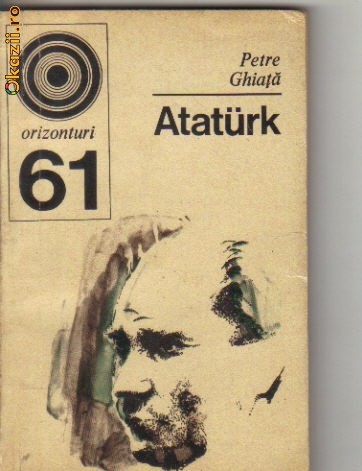 Okazii.ro
orizonturi
61
Petre
Ghiață
Atatürk